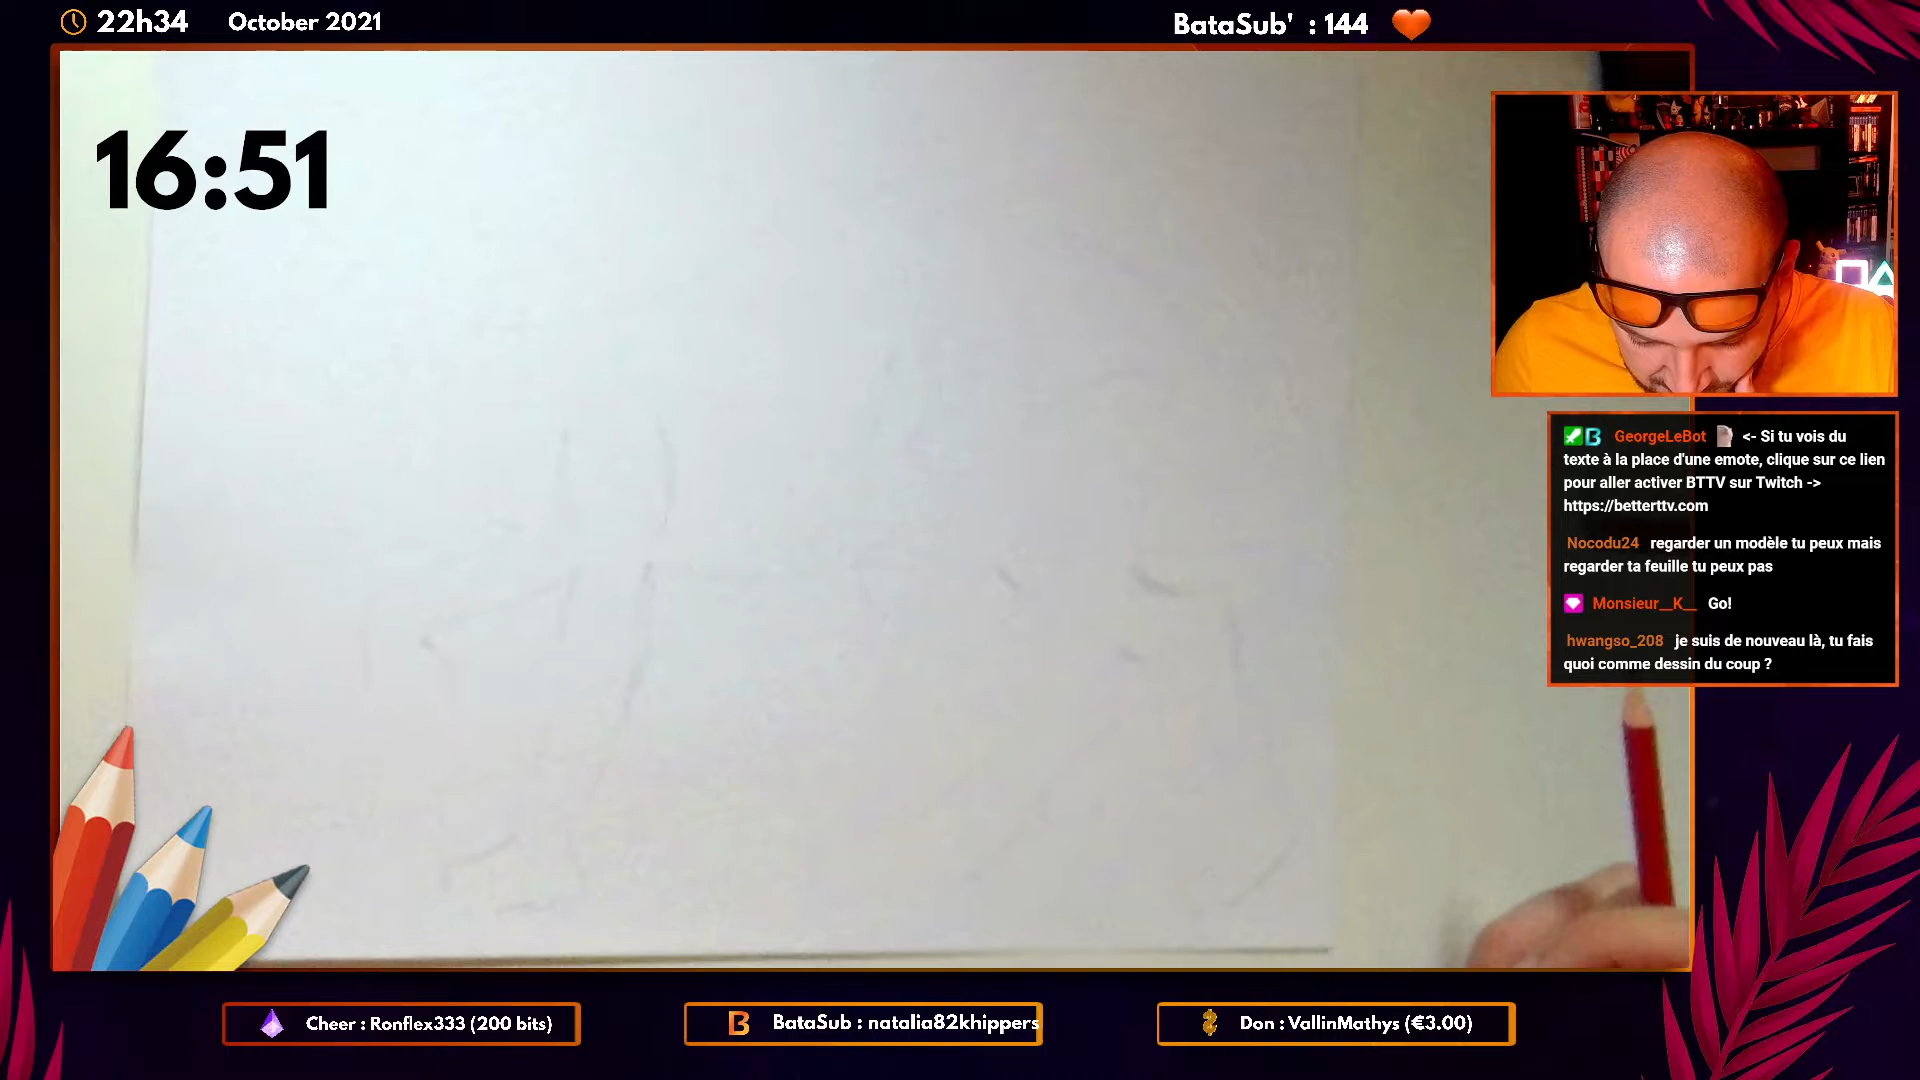 22h34 October 2021 BataSub' : 144
16:51
GeorgeLeBot <- Si tu vois du
texte à la place d'une emote, clique sur ce lien
pour aller activer BTTV sur Twitch ->
https://betterttv.com
Nocodu24 regarder un modèle tu peux mais
regarder ta feuille tu peux pas
Monsieur__K__ Go!
hwangso_208 je suis de nouveau là, tu fais
quoi comme dessin du coup ?
Cheer : Ronflex333 (200 bits)
BataSub : natalia82khippers
Don : VallinMathys (€3.00)